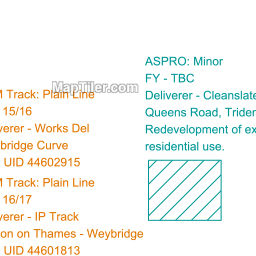 ASPRO: Minor
FY - TBC
Deliverer - Cleanslate
Queens Road, Triden
Redevelopment of ex
residential use.
MapTiler.com
Track: Plain Line
15/16
verer - Works Del
bridge Curve
UID 44602915
Track: Plain Line
16/17
verer - IP Track
on on Thames - Weybridge
UID 44601813